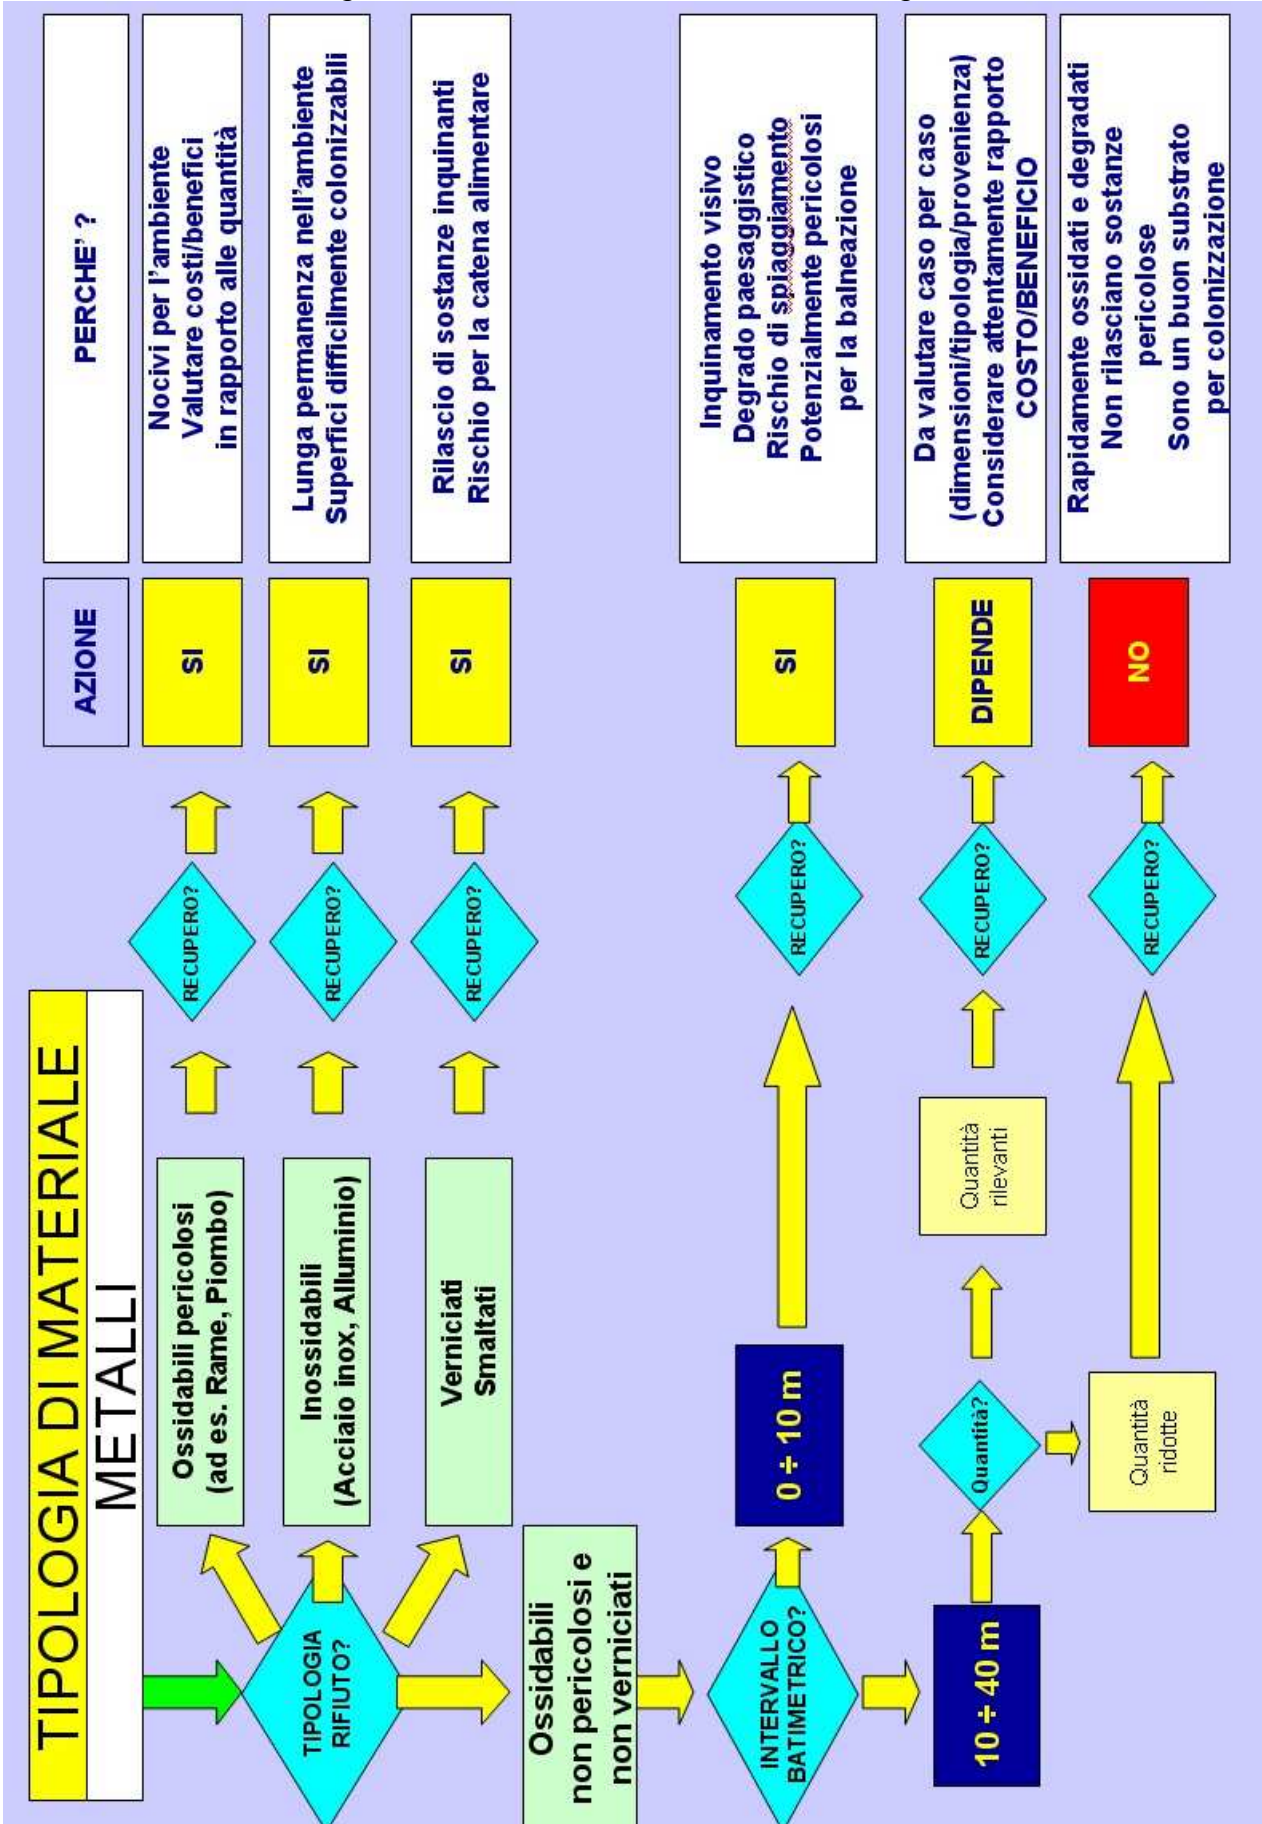 TIPOLOGIA DI MATERIALE
METALLI
AZIONE
PERCHE' ?
TIPOLOGIA
RIFIUTO?
Ossidabili pericolosi
(ad es. Rame, Piombo)
RECUPERO?
SI
Nocivi per l'ambiente
Valutare costi/benefici
in rapporto alle quantità
Inossidabili
(Acciaio inox, Alluminio)
RECUPERO?
SI
Lunga permanenza nell'ambiente
Superfici difficilmente colonizzabili
Verniciati
Smaltati
RECUPERO?
SI
Rilascio di sostanze inquinanti
Rischio per la catena alimentare
Ossidabili
non pericolosi e
non verniciati
INTERVALLO
BATIMETRICO?
0 ÷ 10 m
RECUPERO?
SI
Inquinamento visivo
Degrado paesaggistico
Rischio di spiaggiamento
Potenzialmente pericolosi
per la balneazione
10 ÷ 40 m
Quantità?
Quantità
rilevanti
RECUPERO?
DIPENDE
Da valutare caso per caso
(dimensioni/tipologia/provenienza)
Considerare attentamente rapporto
COSTO/BENEFICIO
Quantità
ridotte
RECUPERO?
NO
Rapidamente ossidati e degradati
Non rilasciano sostanze
pericolose
Sono un buon substrato
per colonizzazione